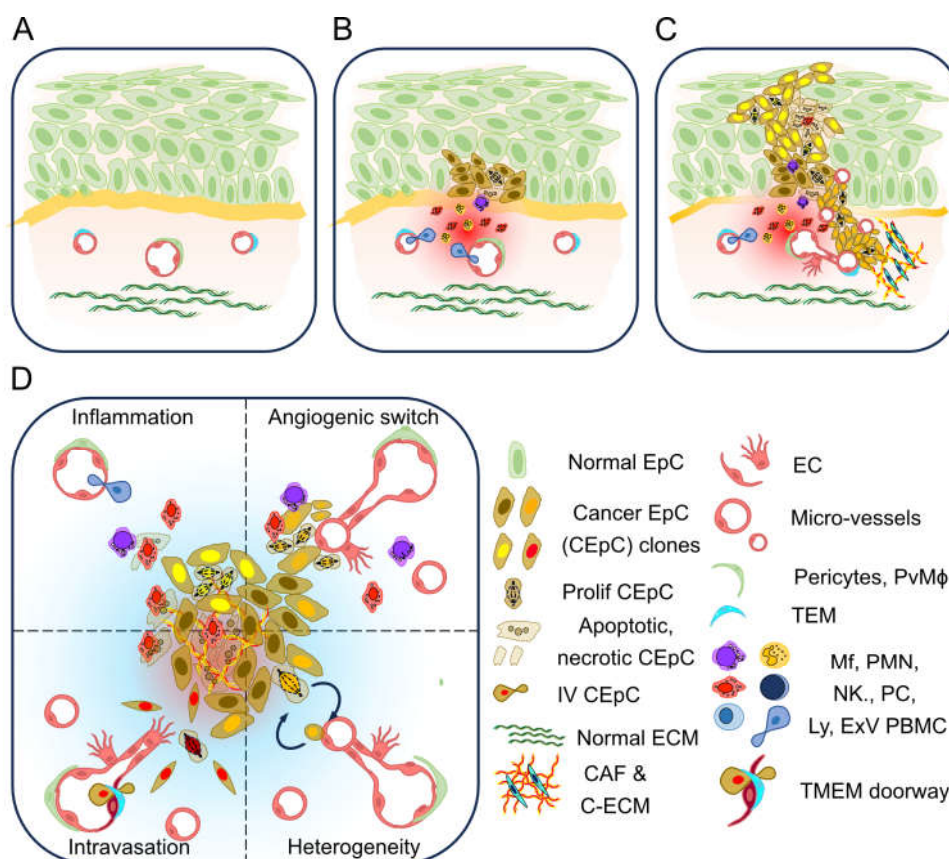 A
B
C
D
Inflammation
Angiogenic switch
Intravasation
Heterogeneity
Normal EpC
Cancer EpC
(CEpC) clones
Prolif CEpC
Apoptotic,
necrotic CEpC
IV CEpC
Normal ECM
CAF &
C-ECM
EC
Micro-vessels
Pericytes, PvMϕ
TEM
Mf, PMN,
NK., PC,
Ly, ExV PBMC
TMEM doorway